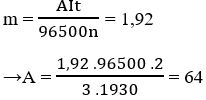 m = AIt / 96500n = 1,92
→A = 1,92 .96500 .2 / 3 .1930 = 64